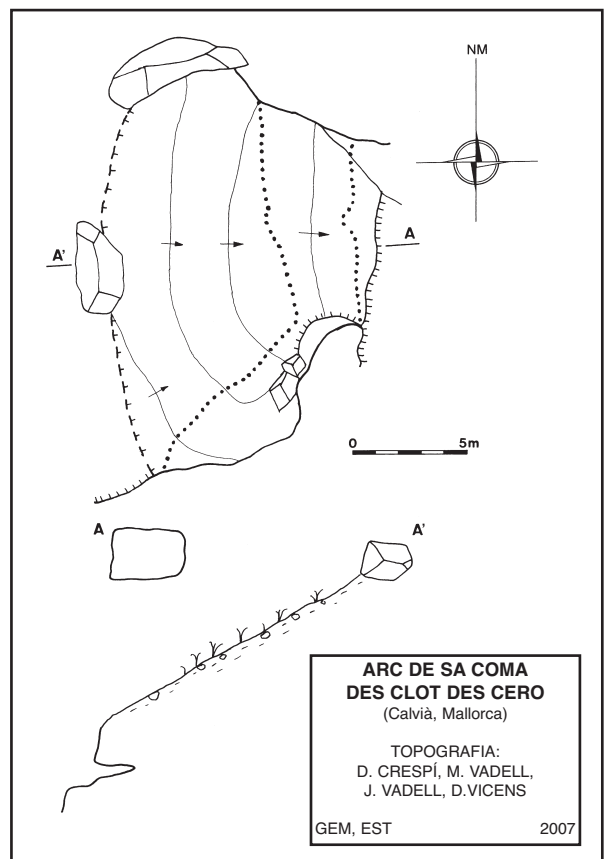 NM
A'
A
0 5m
A
A'
ARC DE SA COMA
DES CLOT DES CERO
(Calvià, Mallorca)
TOPOGRAFIA:
D. CRESPÍ, M. VADELL,
J. VADELL, D.VICENS
GEM, EST 2007